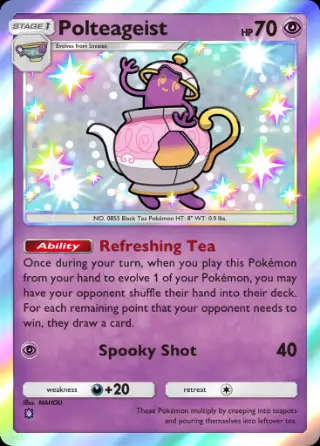 STAGE 1
Polteageist
HP 70
Evolves from Sinistea
NO. 0855 Black Tea Pokémon HT: 8" WT: 0.9 lbs.
Ability Refreshing Tea
Once during your turn, when you play this Pokémon
from your hand to evolve 1 of your Pokémon, you may
have your opponent shuffle their hand into their deck.
For each remaining point that your opponent needs to
win, they draw a card.
Spooky Shot 40
weakness +20 retreat
Illus. MAHOU
These Pokémon multiply by creeping into teapots
and pouring themselves into leftover tea.